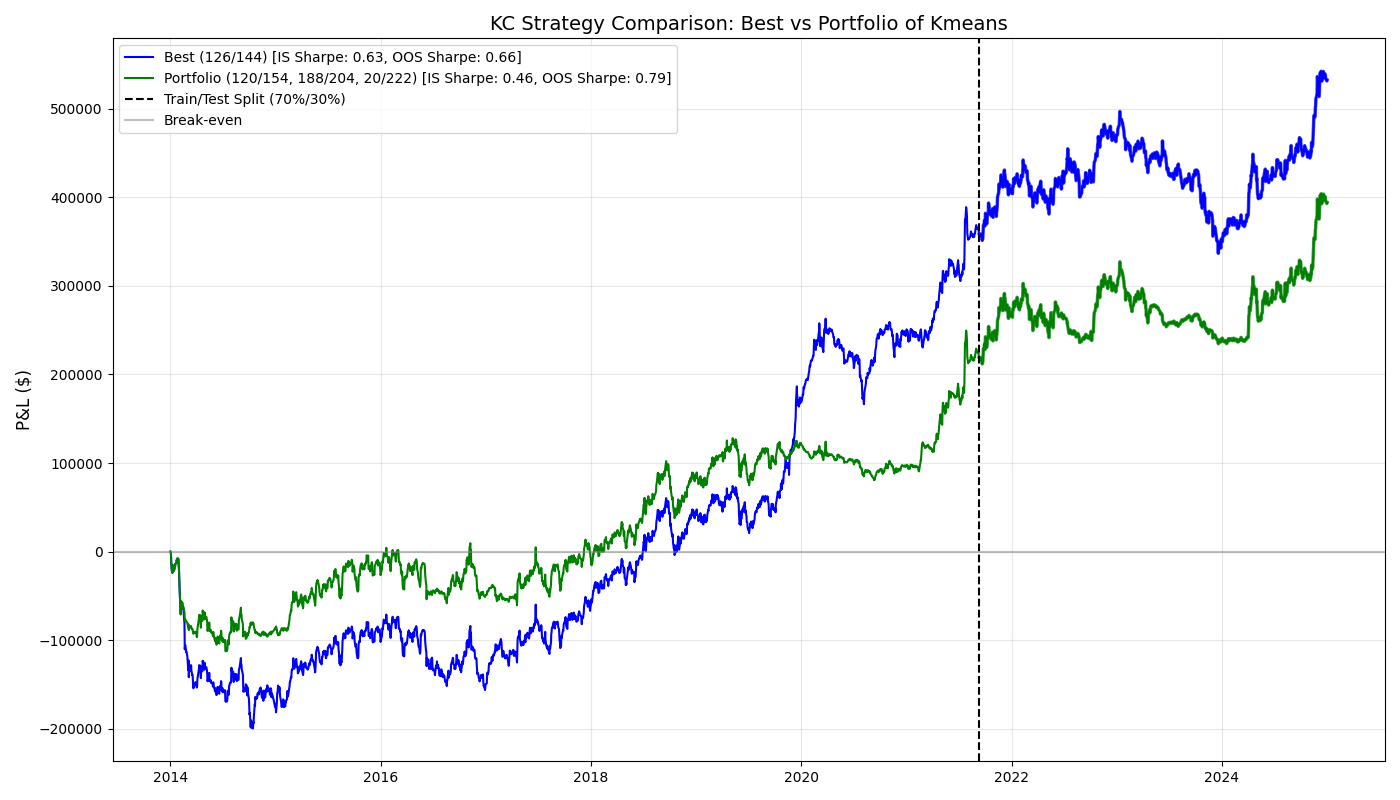 KC Strategy Comparison: Best vs Portfolio of Kmeans
Best (126/144) [IS Sharpe: 0.63, OOS Sharpe: 0.66]
Portfolio (120/154, 188/204, 20/222) [IS Sharpe: 0.46, OOS Sharpe: 0.79]
Train/Test Split (70%/30%)
Break-even
P&L ($)
500000
400000
300000
200000
100000
0
−100000
−200000
2014 2016 2018 2020 2022 2024